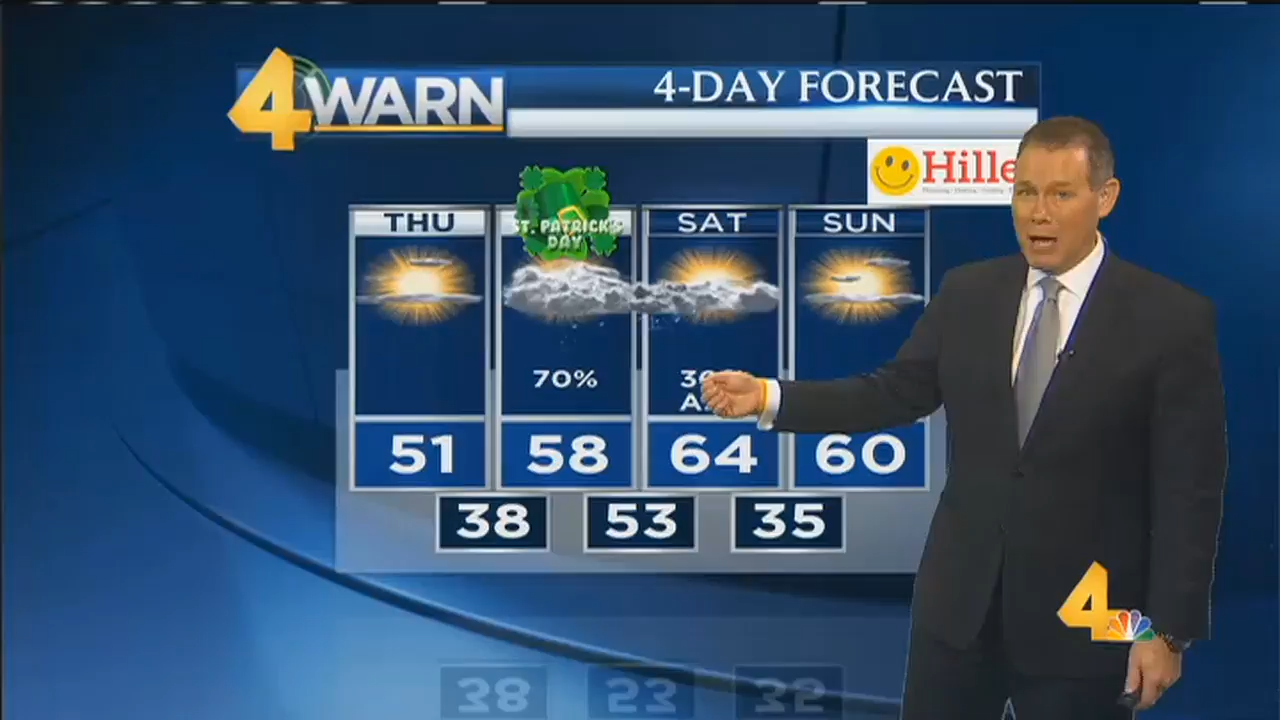 4WARN
4-DAY FORECAST
Hille
THU
ST. PATRICK'S
DAY
SAT
SUN
70%
51
58
64
60
38
53
35
4